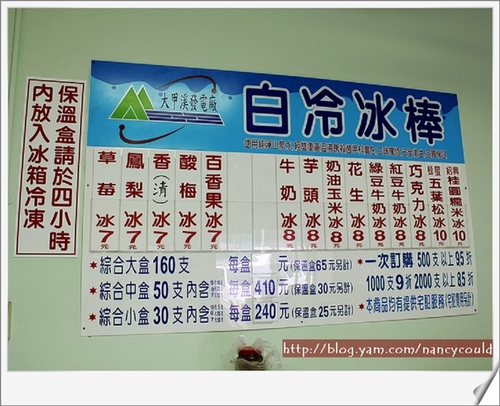 保溫盒請於四小時
內放入冰箱冷凍
大甲溪發電廠
白冷冰棒
草莓冰7元
鳳梨冰7元
香(清)冰7元
酸梅冰7元
百香果冰7元
牛奶冰8元
芋頭冰8元
奶油玉米冰8元
花生冰8元
綠豆牛奶冰8元
紅豆牛奶冰8元
巧克力冰8元
蜂蜜五葉松冰10元
紹興桂圓糯米冰10元
*綜合大盒160支 每盒 元(保溫盒65元另計)
*綜合中盒50支內含 每盒410元(保溫盒30元另計)
*綜合小盒30支內含 每盒240元(保溫盒25元另計)
*一次訂購500支以上95折
1000支9折2000支以上85折
*本商品均有提供宅配服務(宅配費用另計)
http://blog.yam.com/nancycould